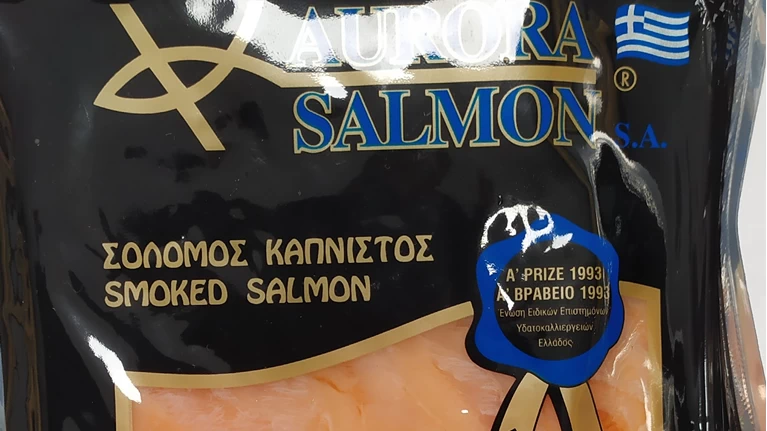 AURORA
SALMON ® S.A.
ΣΟΛΟΜΟΣ ΚΑΠΝΙΣΤΟΣ
SMOKED SALMON
Α' PRIZE 1993
Α' ΒΡΑΒΕΙΟ 1993
Ένωση Ειδικών Επιστημόνων
Υδατοκαλλιεργειών
Ελλάδος